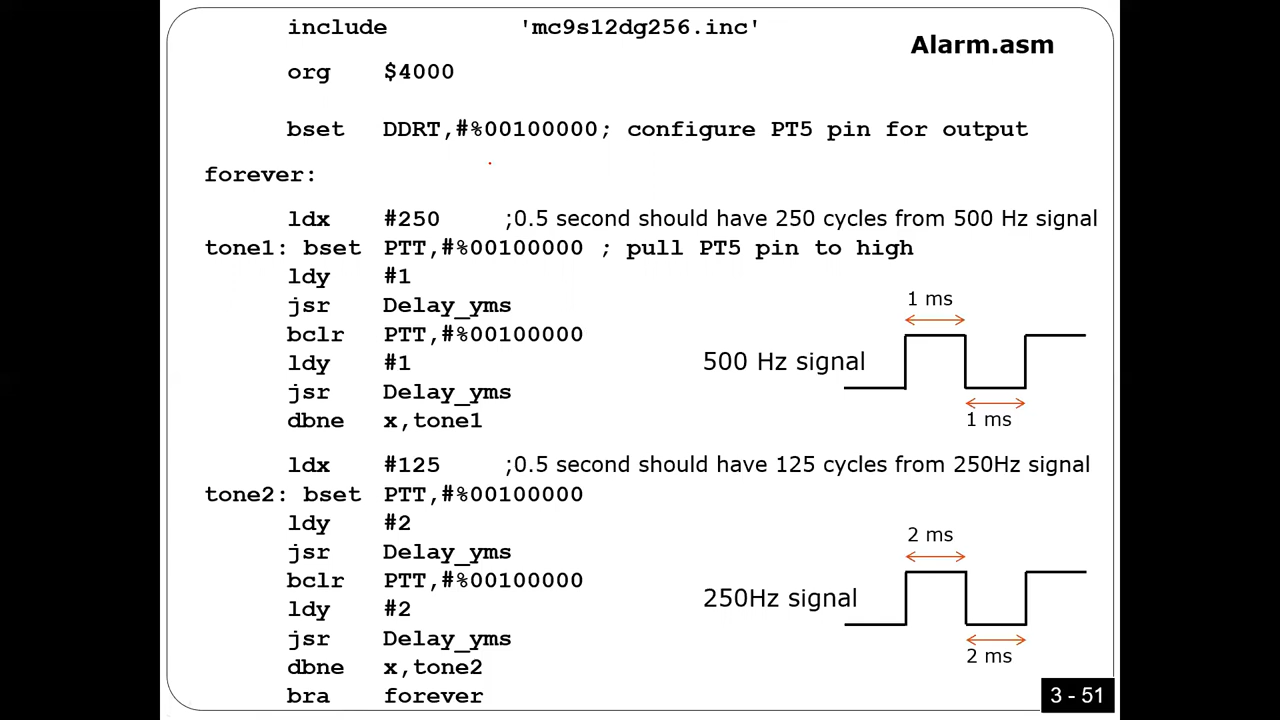 include 'mc9s12dg256.inc'
Alarm.asm
org $4000
bset DDRT,#%00100000; configure PT5 pin for output
forever:
ldx #250 ;0.5 second should have 250 cycles from 500 Hz signal
tone1: bset PTT,#%00100000 ; pull PT5 pin to high
ldy #1
jsr Delay_yms
bclr PTT,#%00100000
ldy #1
jsr Delay_yms
dbne x,tone1
1 ms
500 Hz signal
1 ms
ldx #125 ;0.5 second should have 125 cycles from 250Hz signal
tone2: bset PTT,#%00100000
ldy #2
jsr Delay_yms
bclr PTT,#%00100000
ldy #2
jsr Delay_yms
dbne x,tone2
bra forever
2 ms
250Hz signal
2 ms
3 - 51